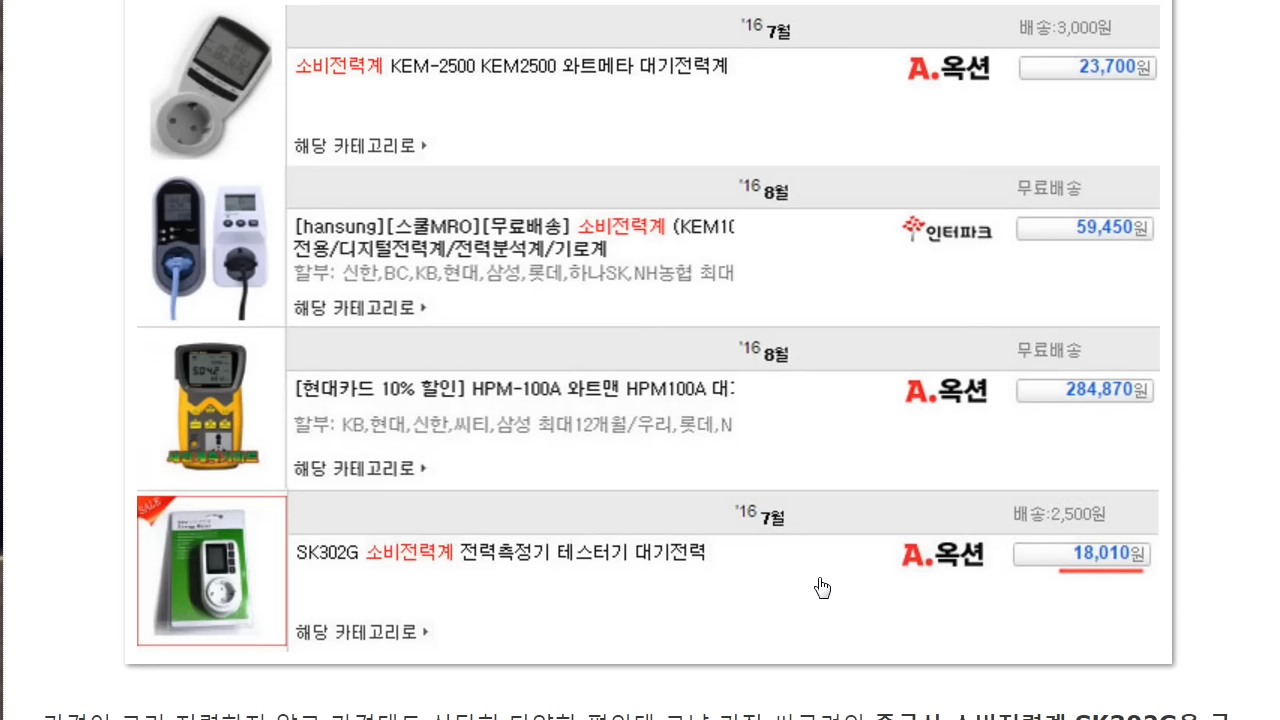 '16 7월 배송:3,000원
소비전력계 KEM-2500 KEM2500 와트메타 대기전력계 A.옥션 23,700원
해당 카테고리로
'16 8월 무료배송
[hansung][스쿨MRO][무료배송] 소비전력계 (KEM10 인터파크 59,450원
전용/디지털전력계/전력분석계/기로계
할부: 신한,BC,KB,현대,삼성,롯데,하나SK,NH농협 최대
해당 카테고리로
'16 8월 무료배송
[현대카드 10% 할인] HPM-100A 와트맨 HPM100A 대 A.옥션 284,870원
할부: KB,현대,신한,씨티,삼성 최대12개월/우리,롯데,N
해당 카테고리로
SALE '16 7월 배송:2,500원
SK302G 소비전력계 전력측정기 테스터기 대기전력 A.옥션 18,010원
해당 카테고리로